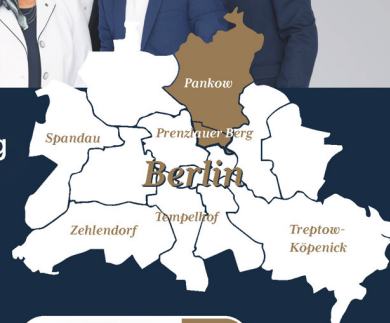 Pankow
Prenzlauer Berg
Spandau
Berlin
Tempelhof
Zehlendorf
Treptow-
Köpenick